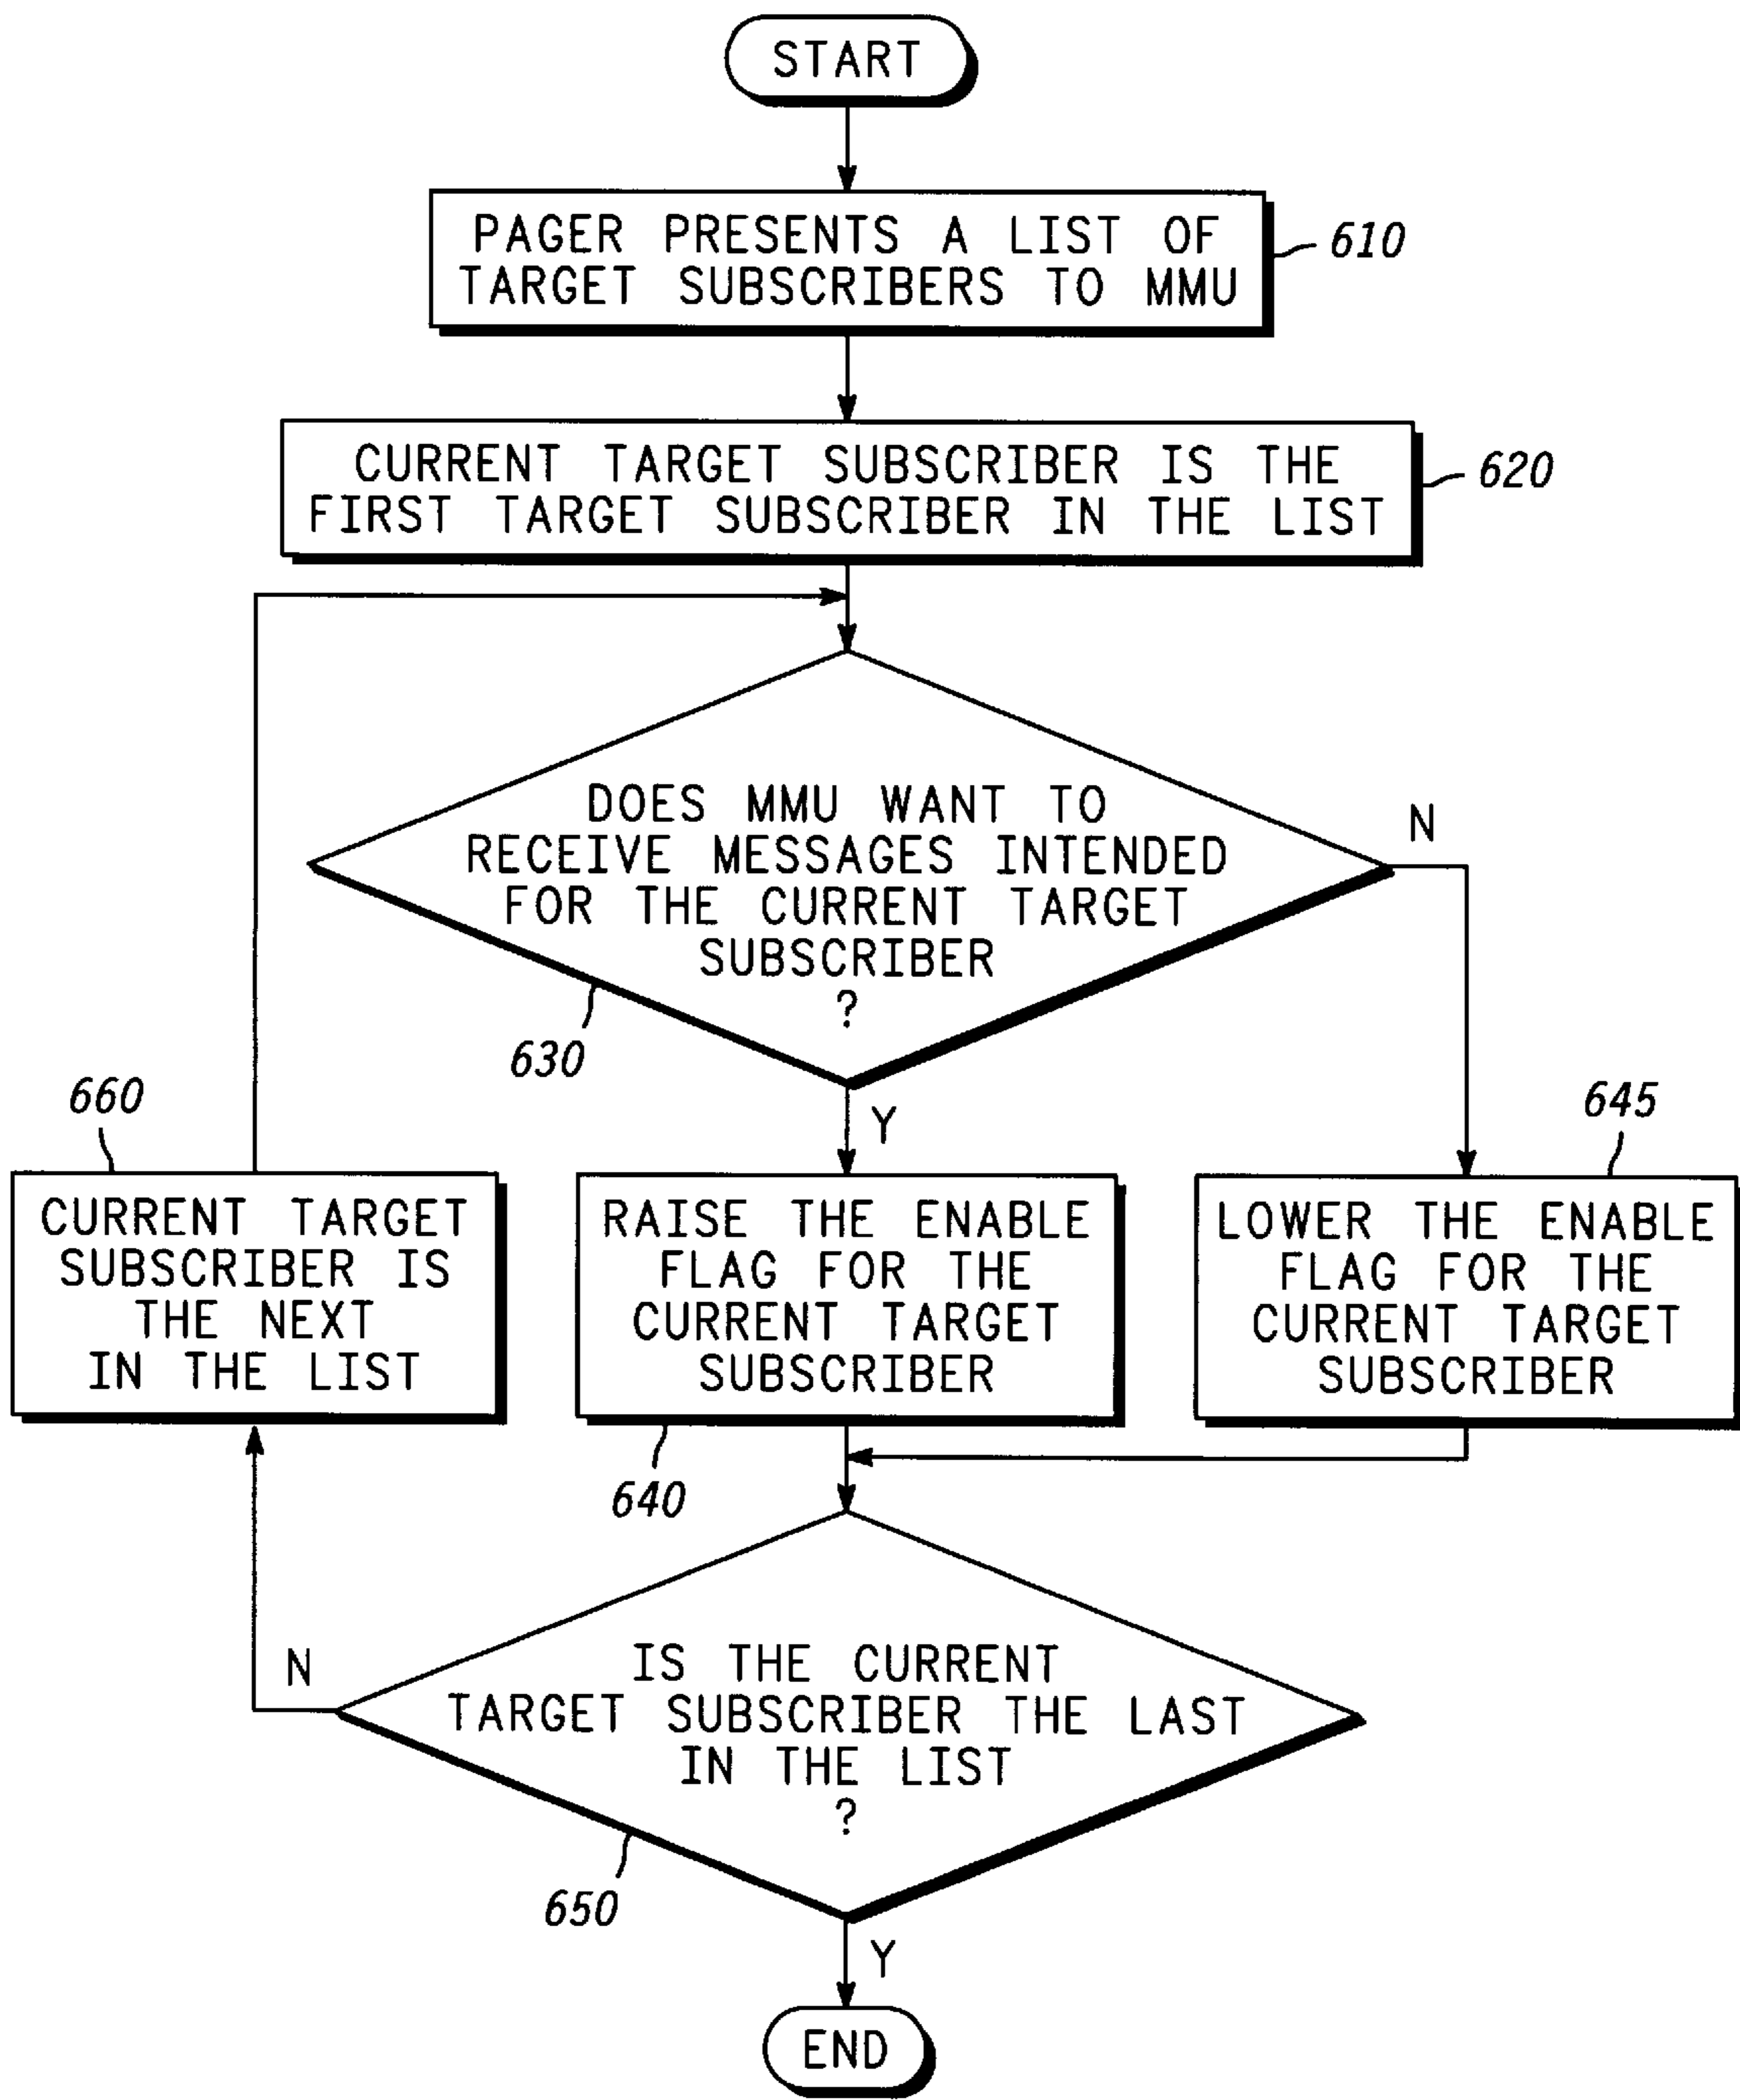 START
PAGER PRESENTS A LIST OF
TARGET SUBSCRIBERS TO MMU
610
CURRENT TARGET SUBSCRIBER IS THE
FIRST TARGET SUBSCRIBER IN THE LIST
620
DOES MMU WANT TO
RECEIVE MESSAGES INTENDED
FOR THE CURRENT TARGET
SUBSCRIBER
?
N
630
Y
660
CURRENT TARGET
SUBSCRIBER IS
THE NEXT
IN THE LIST
RAISE THE ENABLE
FLAG FOR THE
CURRENT TARGET
SUBSCRIBER
640
645
LOWER THE ENABLE
FLAG FOR THE
CURRENT TARGET
SUBSCRIBER
N
IS THE CURRENT
TARGET SUBSCRIBER THE LAST
IN THE LIST
?
650
Y
END